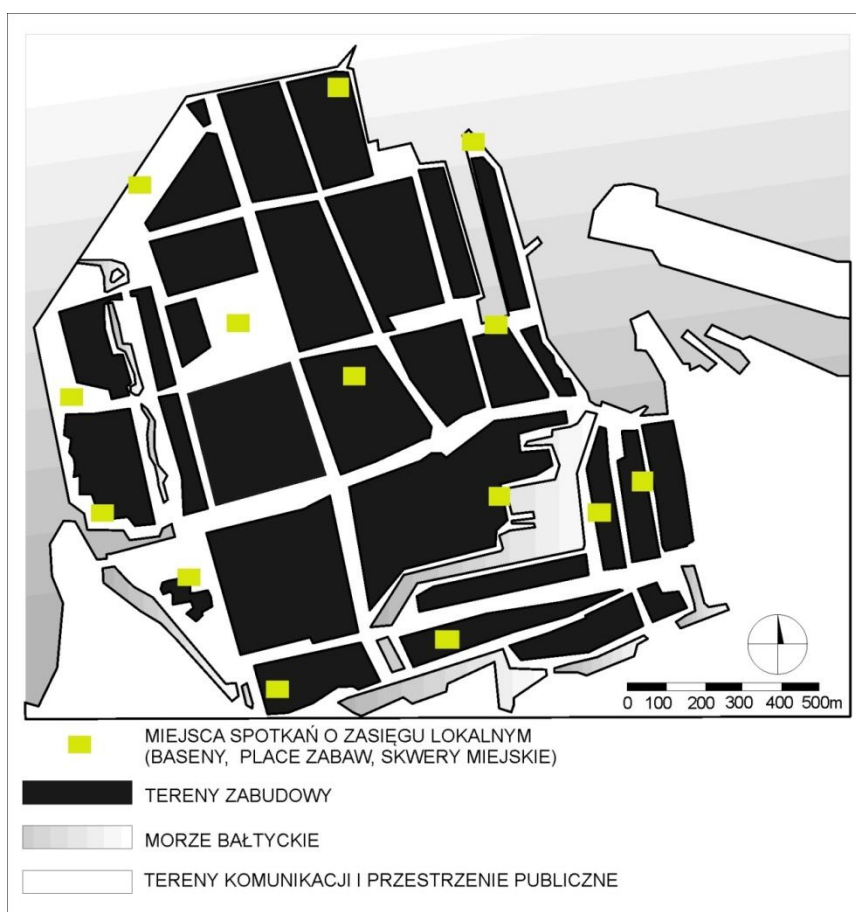 0 100 200 300 400 500m
MIEJSCA SPOTKAŃ O ZASIĘGU LOKALNYM
(BASENY, PLACE ZABAW, SKWERY MIEJSKIE)
TERENY ZABUDOWY
MORZE BAŁTYCKIE
TERENY KOMUNIKACJI I PRZESTRZENIE PUBLICZNE